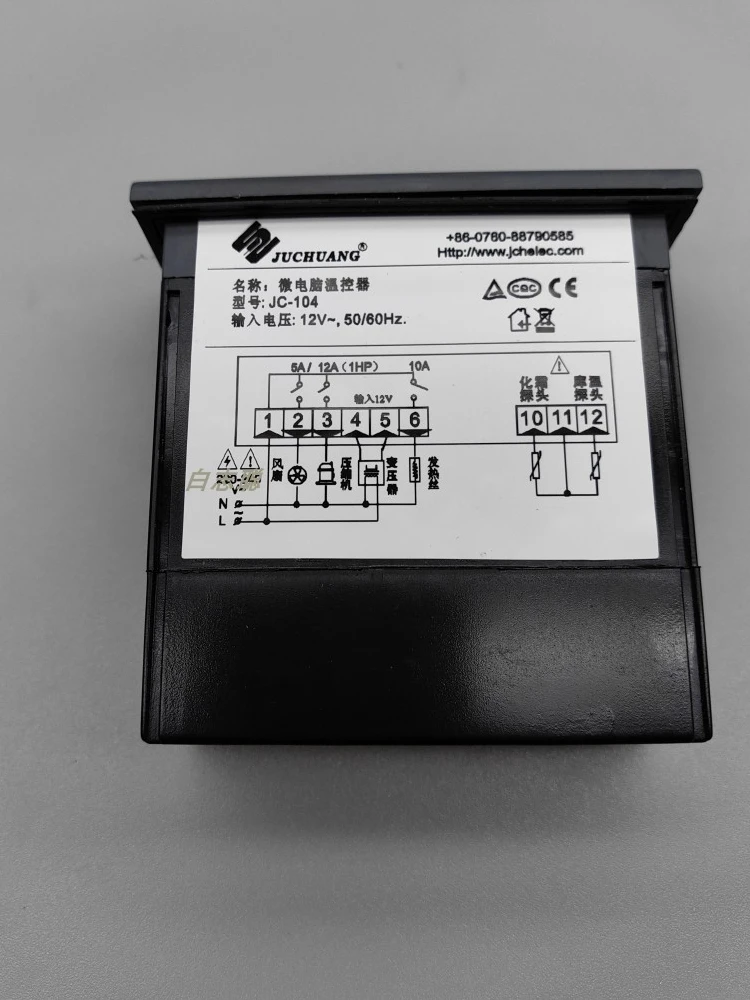 JUCHUANG®
+86-0760-88790585
Http://www.jchelec.com
名称：微电脑温控器
型号: JC-104
输入电压: 12V~, 50/60Hz.
CQC CE
5A/ 12A(1HP) 10A
输入12V
化霜探头
库温探头
1 2 3 4 5 6
10 11 12
风扇
压缩机
变压器
发热丝
V~
N
L